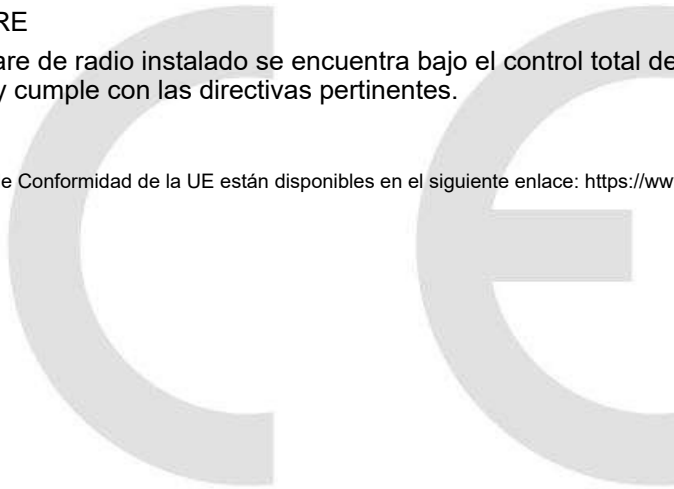 RE
are de radio instalado se encuentra bajo el control total de
y cumple con las directivas pertinentes.
e Conformidad de la UE están disponibles en el siguiente enlace: https://ww
CE